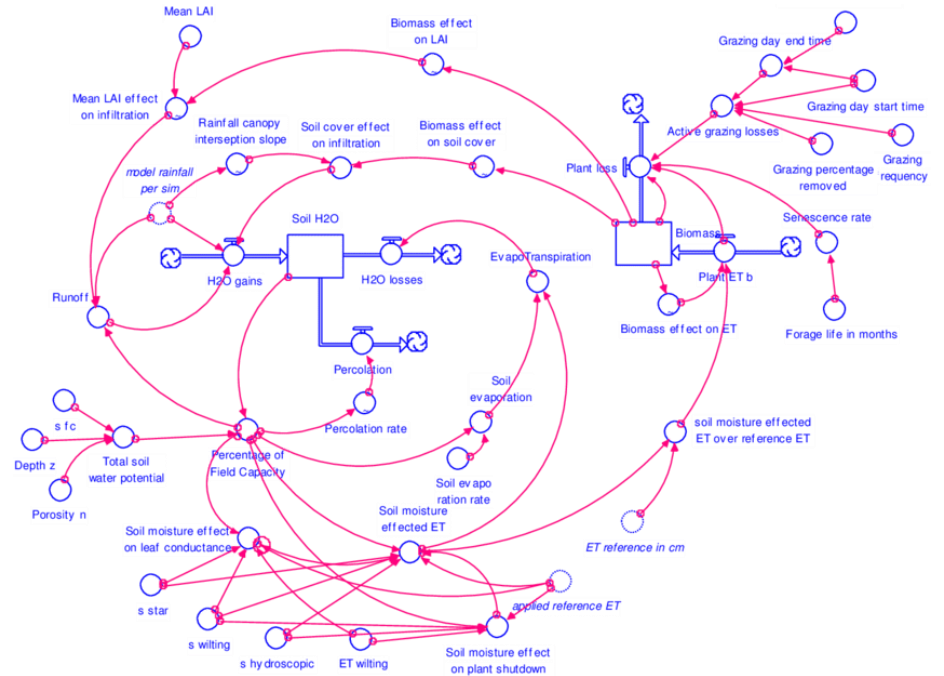 Mean LAI
Biomass effect
on LAI
Grazing day end time
Mean LAI effect
on infiltration
Rainfall canopy
interseption slope
Soil cover effect
on infiltration
Biomass effect
on soil cover
Grazing day start time
Active grazing losses
Grazing percentage
removed
Grazing
requency
model rainfall
per sim
Plant loss
Soil H2O
Biomass
Senescence rate
H2O gains
H2O losses
EvapoTranspiration
Plant ET b
Runoff
Biomass effect on ET
Forage life in months
Percolation
Percolation rate
Soil
evaporation
s fc
Depth z
Total soil
water potential
Porosity n
Percentage of
Field Capacity
Soil evapo
ration rate
soil moisture effected
ET over reference ET
Soil moisture effect
on leaf conductance
Soil moisture
effected ET
ET reference in cm
s star
applied reference ET
s wilting
s hydroscopic
ET wilting
Soil moisture effect
on plant shutdown